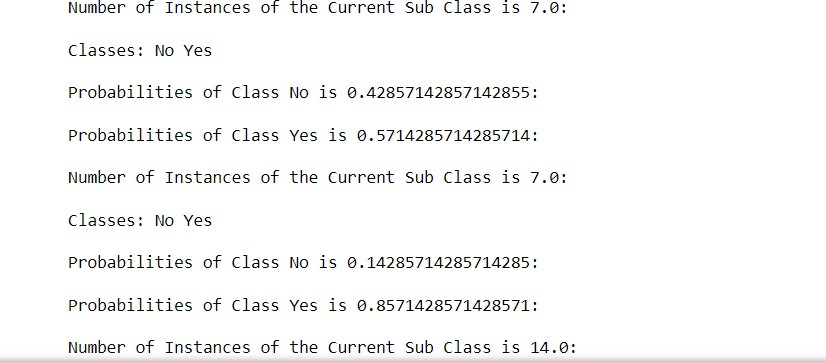 Number of Instances of the Current Sub Class is 7.0:
Classes: No Yes
Probabilities of Class No is 0.42857142857142855:
Probabilities of Class Yes is 0.5714285714285714:
Number of Instances of the Current Sub Class is 7.0:
Classes: No Yes
Probabilities of Class No is 0.14285714285714285:
Probabilities of Class Yes is 0.8571428571428571:
Number of Instances of the Current Sub Class is 14.0: